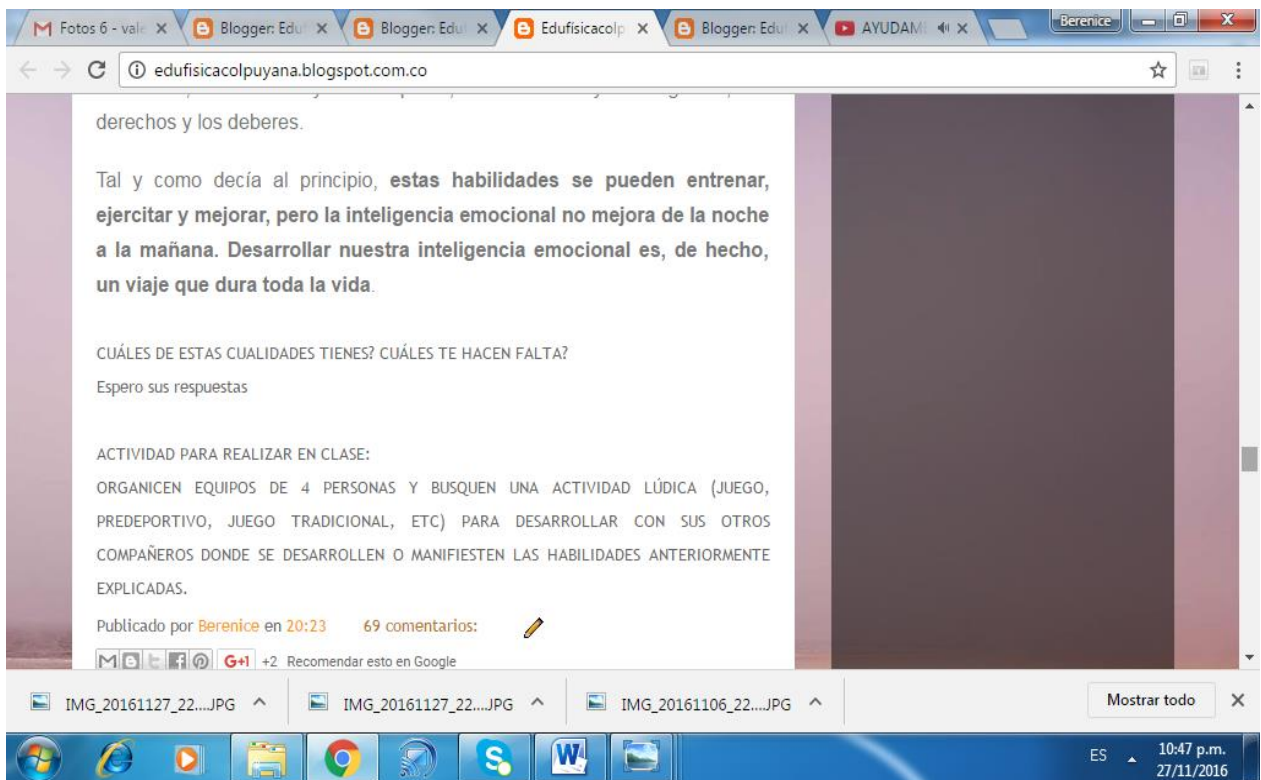 Fotos 6 - vale
Blogger: Edu
Blogger: Edu
Edufísicacolp
Blogger: Edu
AYUDAM
Berenice
edufisicacolpuyana.blogspot.com.co
derechos y los deberes.
Tal y como decía al principio, estas habilidades se pueden entrenar,
ejercitar y mejorar, pero la inteligencia emocional no mejora de la noche
a la mañana. Desarrollar nuestra inteligencia emocional es, de hecho,
un viaje que dura toda la vida.
CUÁLES DE ESTAS CUALIDADES TIENES? CUÁLES TE HACEN FALTA?
Espero sus respuestas
ACTIVIDAD PARA REALIZAR EN CLASE:
ORGANICEN EQUIPOS DE 4 PERSONAS Y BUSQUEN UNA ACTIVIDAD LÚDICA (JUEGO,
PREDEPORTIVO, JUEGO TRADICIONAL, ETC) PARA DESARROLLAR CON SUS OTROS
COMPAÑEROS DONDE SE DESARROLLEN O MANIFIESTEN LAS HABILIDADES ANTERIORMENTE
EXPLICADAS.
Publicado por Berenice en 20:23 69 comentarios:
G+1 +2 Recomendar esto en Google
IMG_20161127_22....JPG IMG_20161127_22....JPG IMG_20161106_22....JPG Mostrar todo
ES 10:47 p.m.
27/11/2016